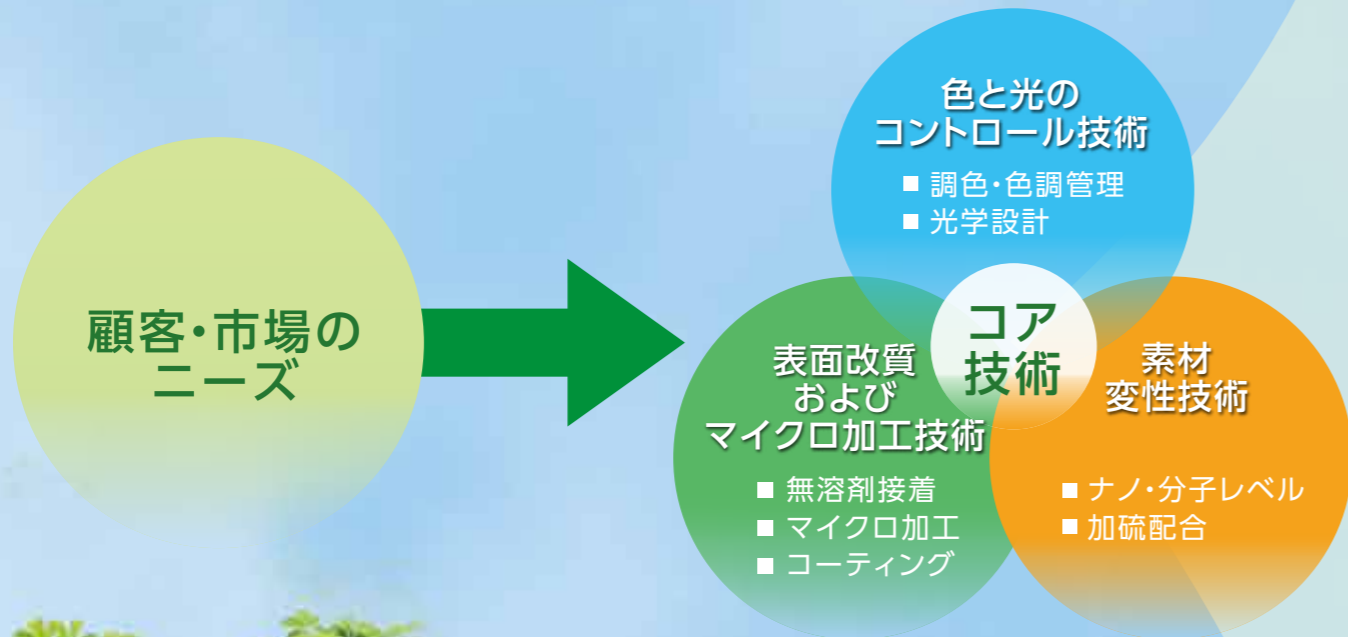 顧客・市場の
ニーズ
色と光の
コントロール技術
■ 調色・色調管理
■ 光学設計
コア
技術
表面改質
および
マイクロ加工技術
■ 無溶剤接着
■ マイクロ加工
■ コーティング
素材
変性技術
■ ナノ・分子レベル
■ 加硫配合